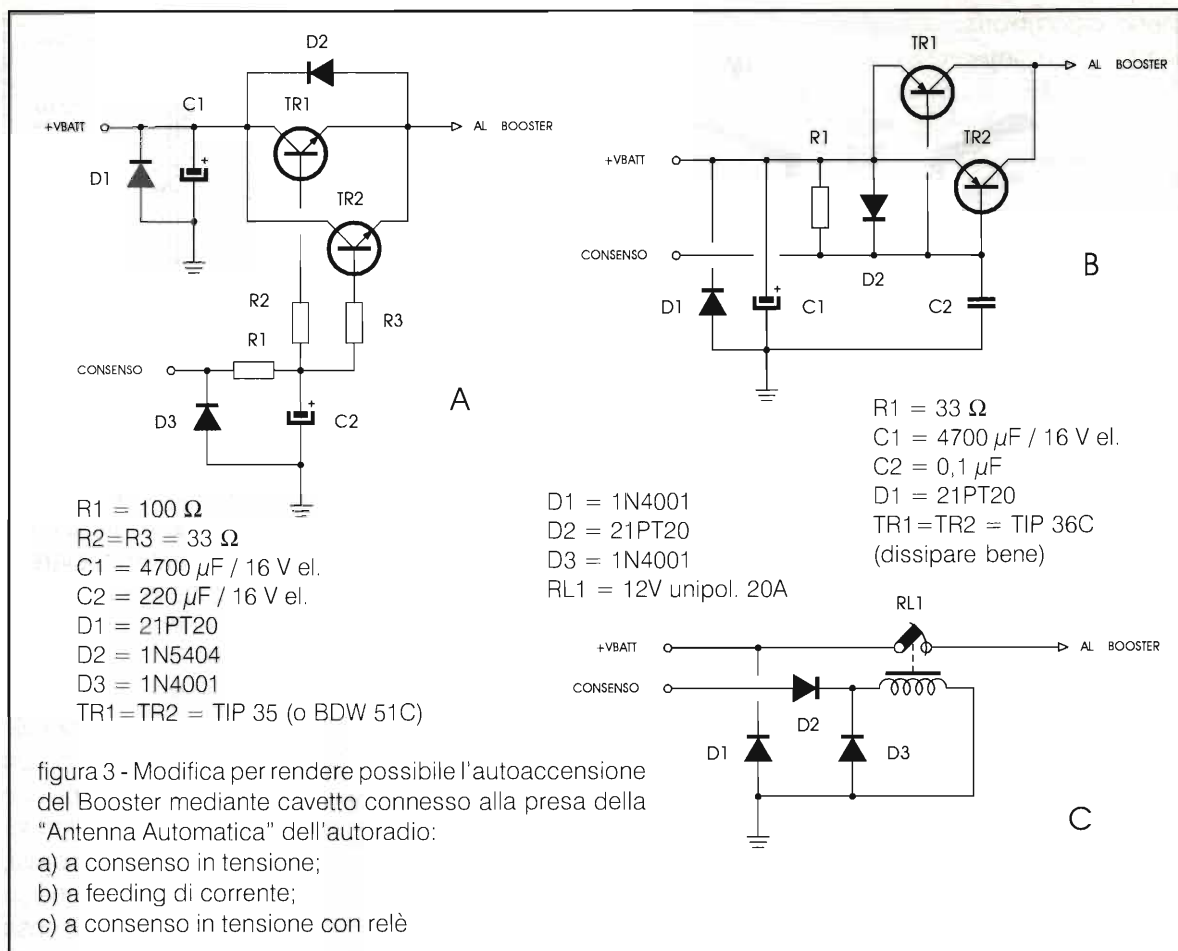 D2
C1
TR1
+VBATT
AL BOOSTER
+
D1
TR2
R2
R3
R1
CONSENSO
+
D3
C2
A
R1 = 100 Ω
R2=R3 = 33 Ω
C1 = 4700 μF / 16 V el.
C2 = 220 μF / 16 V el.
D1 = 21PT20
D2 = 1N5404
D3 = 1N4001
TR1=TR2 = TIP 35 (o BDW 51C)
TR1
AL BOOSTER
R1
TR2
+VBATT
CONSENSO
B
D2
+
D1
C1
C2
R1 = 33 Ω
C1 = 4700 μF / 16 V el.
C2 = 0,1 μF
D1 = 21PT20
TR1=TR2 = TIP 36C
(dissipare bene)
D1 = 1N4001
D2 = 21PT20
D3 = 1N4001
RL1 = 12V unipol. 20A
RL1
+VBATT
AL BOOSTER
CONSENSO
D2
D1
D3
C
figura 3 - Modifica per rendere possibile l'autoaccensione
del Booster mediante cavetto connesso alla presa della
"Antenna Automatica" dell'autoradio:
a) a consenso in tensione;
b) a feeding di corrente;
c) a consenso in tensione con relè